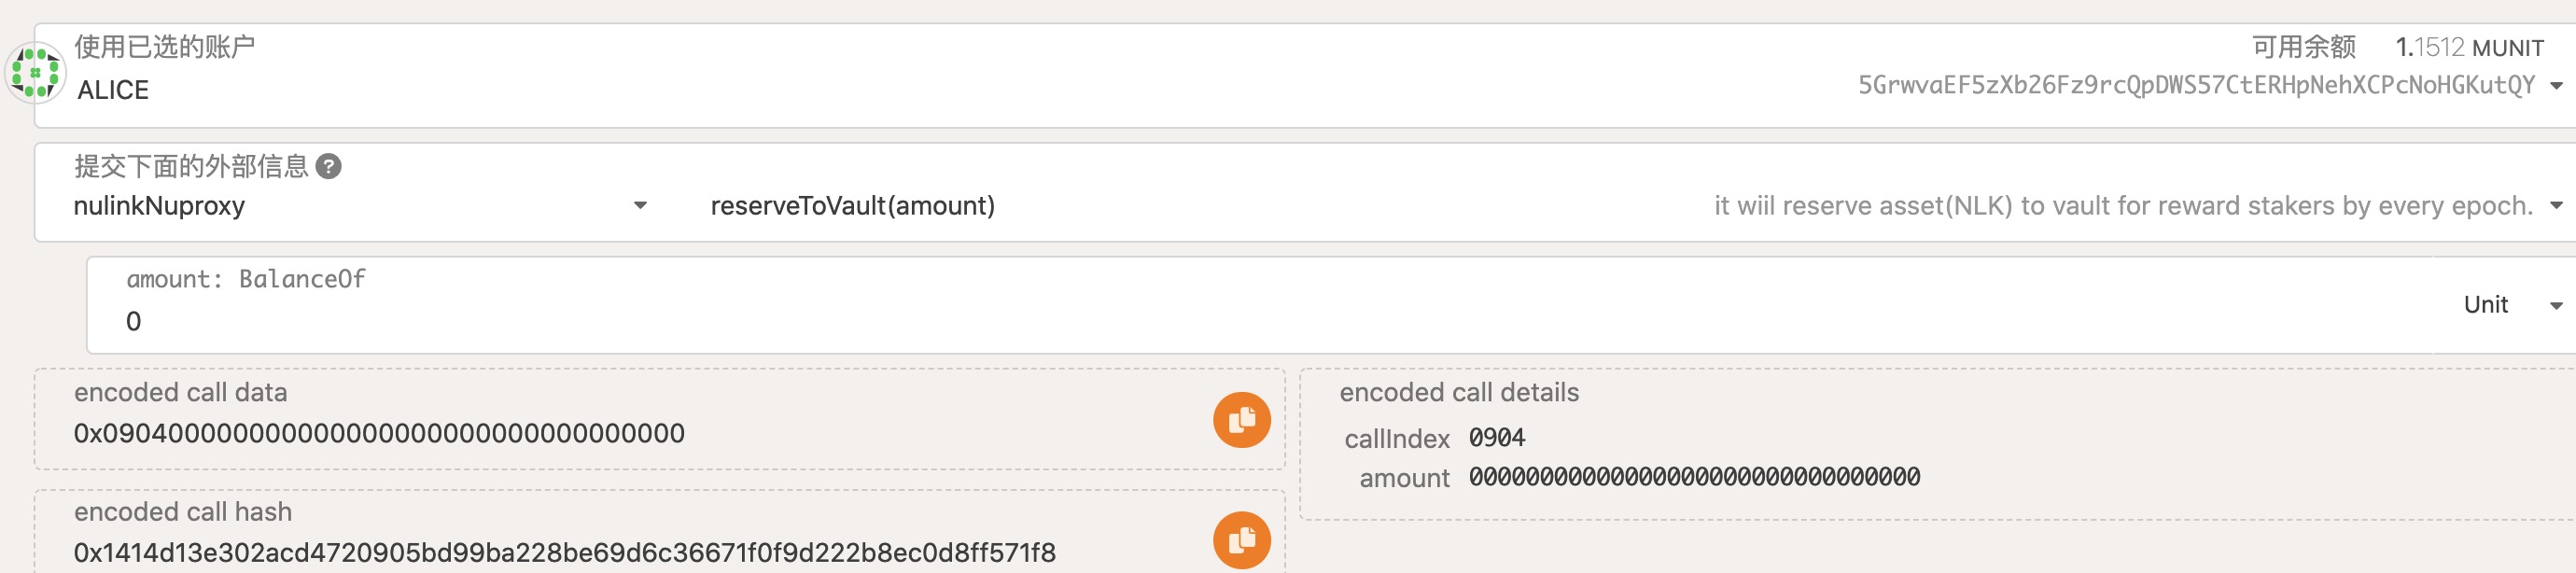 使用已选的账户
可用余额 1.1512 MUNIT
ALICE
5GrwvaEF5zXb26Fz9rcQpDWS57CtERHpNehXCPcNoHGKutQY
提交下面的外部信息 ?
nulinkNuproxy
reserveToVault(amount)
it wiil reserve asset(NLK) to vault for reward stakers by every epoch.
amount: BalanceOf
0
Unit
encoded call data
0x090400000000000000000000000000000000
encoded call details
callIndex 0904
amount 00000000000000000000000000000000
encoded call hash
0x1414d13e302acd4720905bd99ba228be69d6c36671f0f9d222b8ec0d8ff571f8